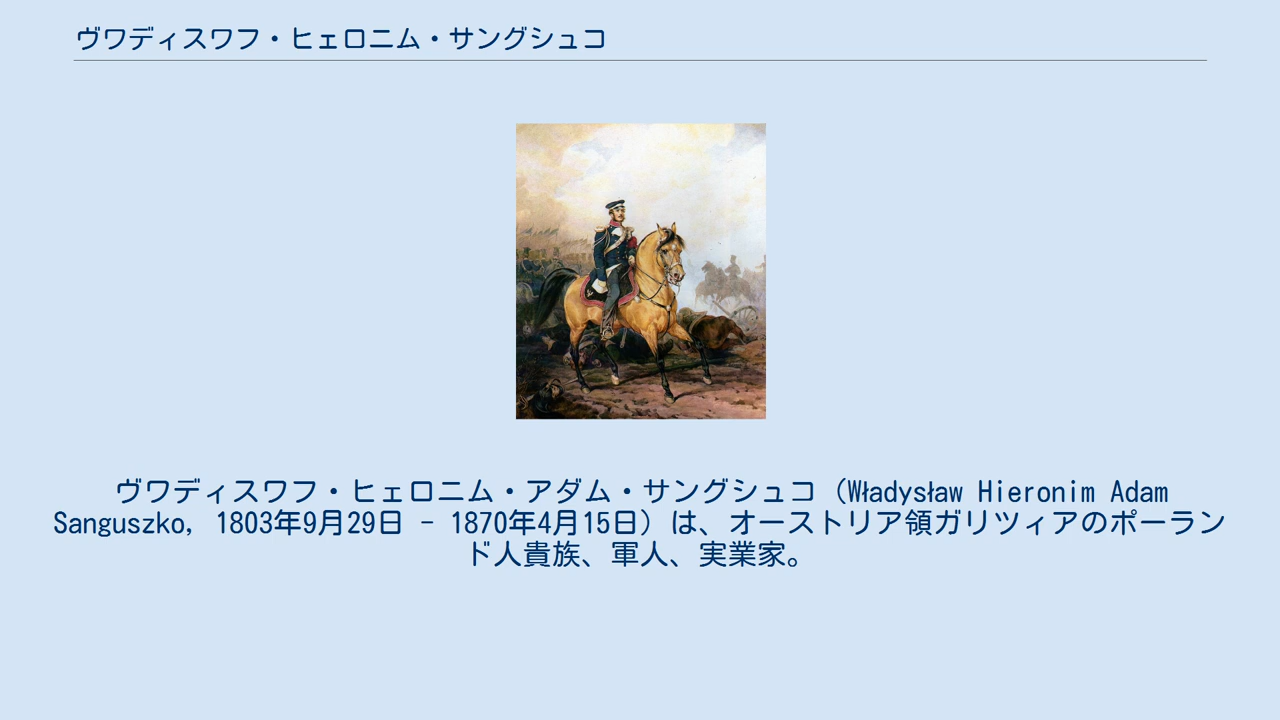 ヴワディスワフ・ヒェロニム・サングシュコ
ヴワディスワフ・ヒェロニム・アダム・サングシュコ（Władysław Hieronim Adam
Sanguszko, 1803年9月29日 - 1870年4月15日）は、オーストリア領ガリツィアのポーラン
ド人貴族、軍人、実業家。